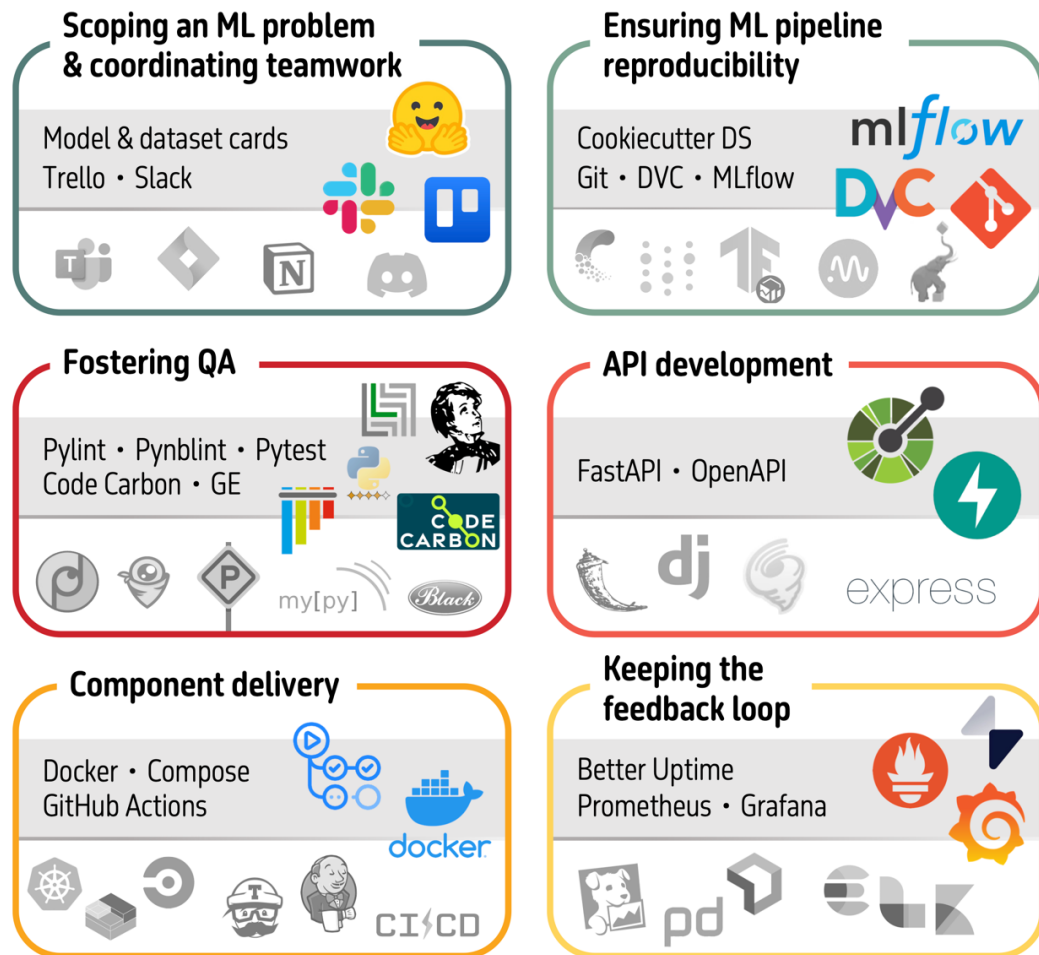 Scoping an ML problem
& coordinating teamwork
Model & dataset cards
Trello • Slack
T
N
Ensuring ML pipeline
reproducibility
Cookiecutter DS
Git • DVC • MLflow
mlflow
DVC
TF
Fostering QA
Pylint • Pynblint • Pytest
Code Carbon • GE
CODE
CARBON
P
my[py]
Black
API development
FastAPI • OpenAPI
dj
express
Component delivery
Docker • Compose
GitHub Actions
docker
T
CI/CD
Keeping the
feedback loop
Better Uptime
Prometheus • Grafana
pd
ELK